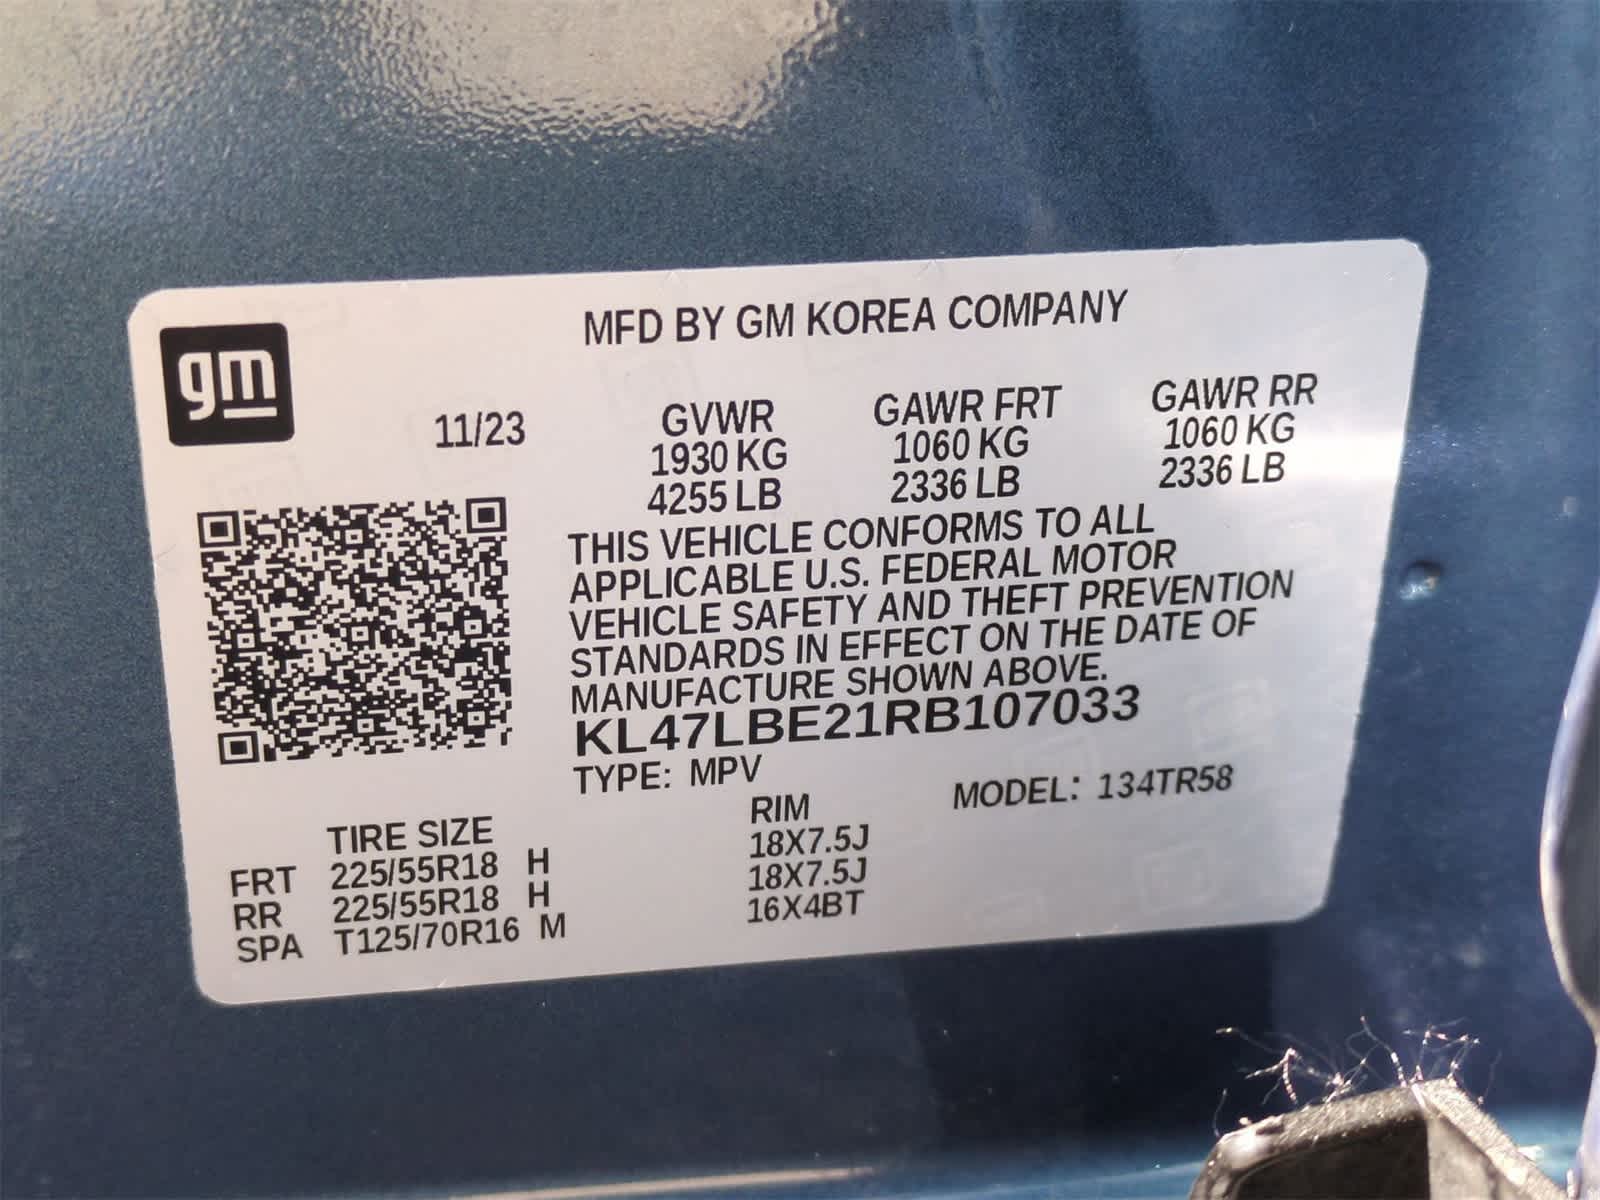 MFD BY GM KOREA COMPANY
gm
11/23
GVWR GAWR FRT GAWR RR
1930 KG 1060 KG 1060 KG
4255 LB 2336 LB 2336 LB
THIS VEHICLE CONFORMS TO ALL
APPLICABLE U.S. FEDERAL MOTOR
VEHICLE SAFETY AND THEFT PREVENTION
STANDARDS IN EFFECT ON THE DATE OF
MANUFACTURE SHOWN ABOVE.
KL47LBE21RB107033
TYPE: MPV
MODEL: 134TR58
TIRE SIZE RIM
FRT 225/55R18 H 18X7.5J
RR 225/55R18 H 18X7.5J
SPA T125/70R16 M 16X4BT